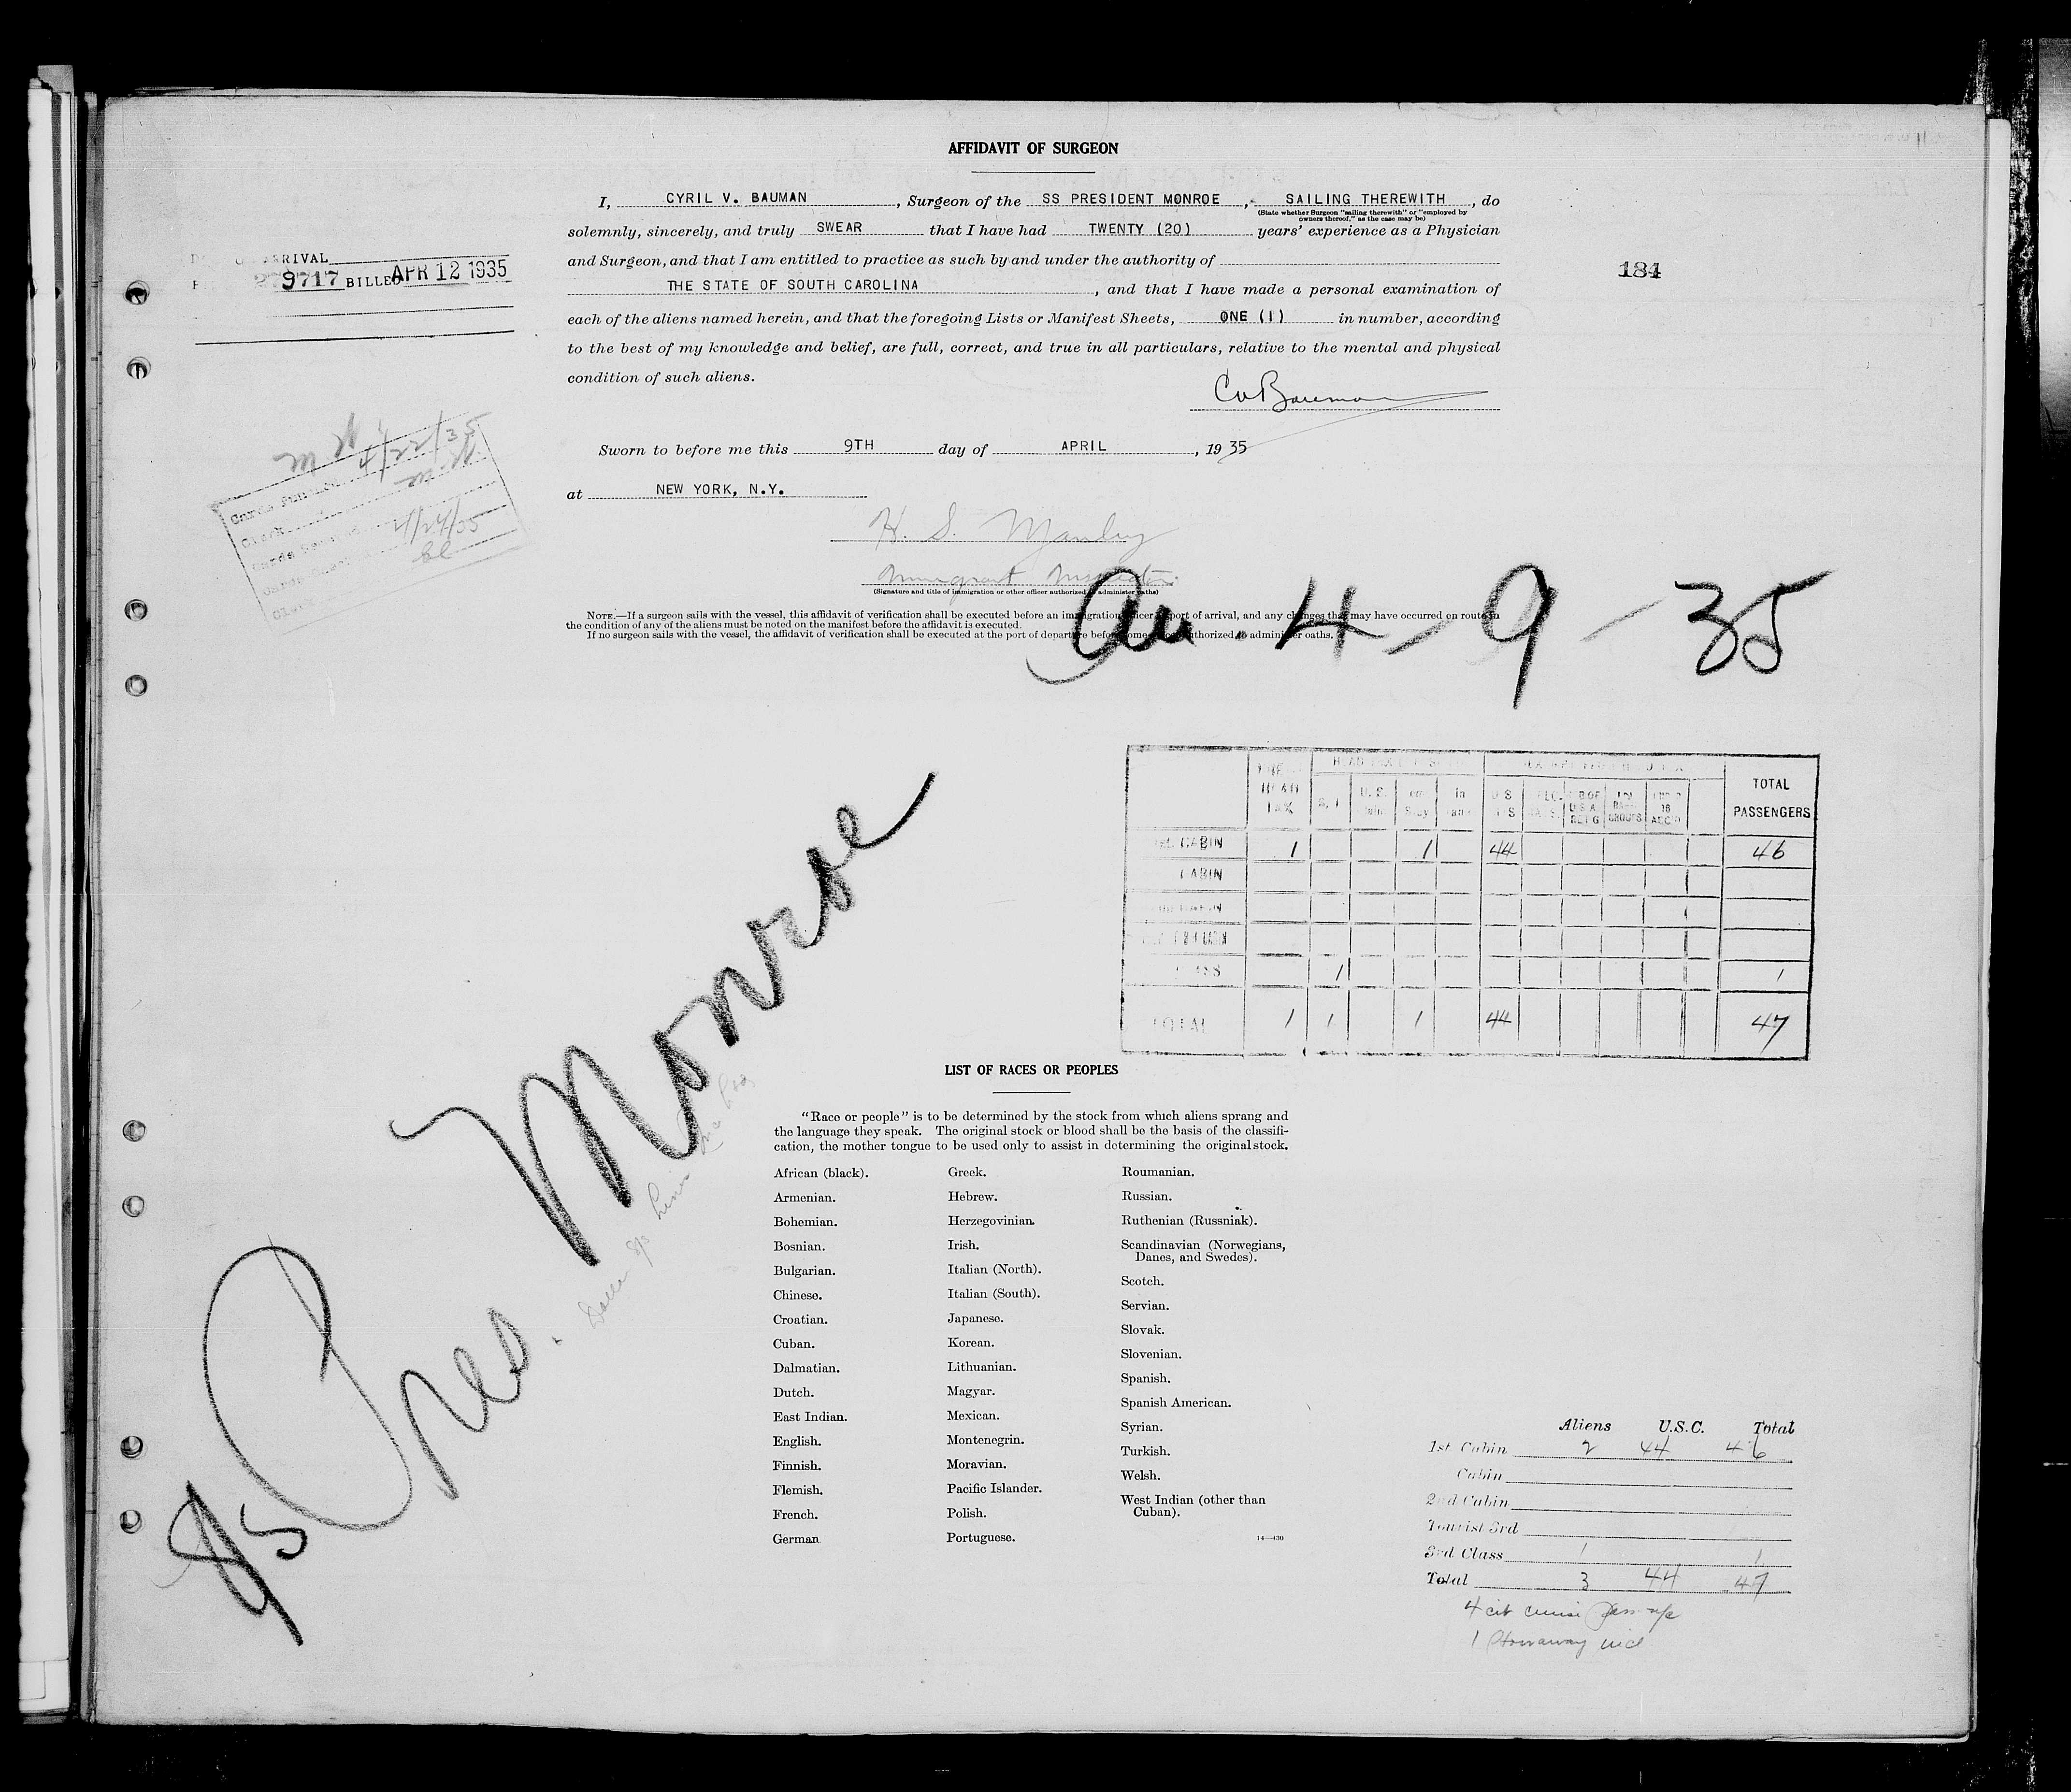 AFFIDAVIT OF SURGEON
I, CYRIL V. BAUMAN, Surgeon of the SS PRESIDENT MONROE, SAILING THEREWITH, do
(State whether Surgeon "sailing therewith" or "employed by
owners thereof," as the case may be)
solemnly, sincerely, and truly SWEAR that I have had TWENTY (20) years' experience as a Physician
and Surgeon, and that I am entitled to practice as such by and under the authority of
THE STATE OF SOUTH CAROLINA, and that I have made a personal examination of
each of the aliens named herein, and that the foregoing Lists or Manifest Sheets, ONE (1) in number, according
to the best of my knowledge and belief, are full, correct, and true in all particulars, relative to the mental and physical
condition of such aliens.
CVBauman
Sworn to before me this 9TH day of APRIL, 1935
at NEW YORK, N.Y.
H. S. Manley
Immigrant Inspector
(Signature and title of immigration or other officer authorized to administer oaths)
NOTE.—If a surgeon sails with the vessel, this affidavit of verification shall be executed before an immigration officer port of arrival, and any changes that may have occurred en route in
the condition of any of the aliens must be noted on the manifest before the affidavit is executed.
If no surgeon sails with the vessel, the affidavit of verification shall be executed at the port of departure before authorized to administer oaths.
ARRIVAL
9717 BILLED APR 12 1935
184
4/22/35
4/24/35
4-9-35
S/S Pres. Monroe
HEAD TAX
TOTAL
PASSENGERS
CABIN 1 1 44 46
CABIN
CLASS 1 1
TOTAL 1 1 1 44 47
LIST OF RACES OR PEOPLES
"Race or people" is to be determined by the stock from which aliens sprang and
the language they speak. The original stock or blood shall be the basis of the classifi-
cation, the mother tongue to be used only to assist in determining the original stock.
African (black).
Armenian.
Bohemian.
Bosnian.
Bulgarian.
Chinese.
Croatian.
Cuban.
Dalmatian.
Dutch.
East Indian.
English.
Finnish.
Flemish.
French.
German
Greek.
Hebrew.
Herzegovinian.
Irish.
Italian (North).
Italian (South).
Japanese.
Korean.
Lithuanian.
Magyar.
Mexican.
Montenegrin.
Moravian.
Pacific Islander.
Polish.
Portuguese.
Roumanian.
Russian.
Ruthenian (Russniak).
Scandinavian (Norwegians,
Danes, and Swedes).
Scotch.
Servian.
Slovak.
Slovenian.
Spanish.
Spanish American.
Syrian.
Turkish.
Welsh.
West Indian (other than
Cuban).
14—430
Aliens U.S.C. Total
1st Cabin 2 44 46
Cabin
2nd Cabin
Tourist 3rd
3rd Class 1 1
Total 3 44 47
4 cit cruise
1 Stowaway incl